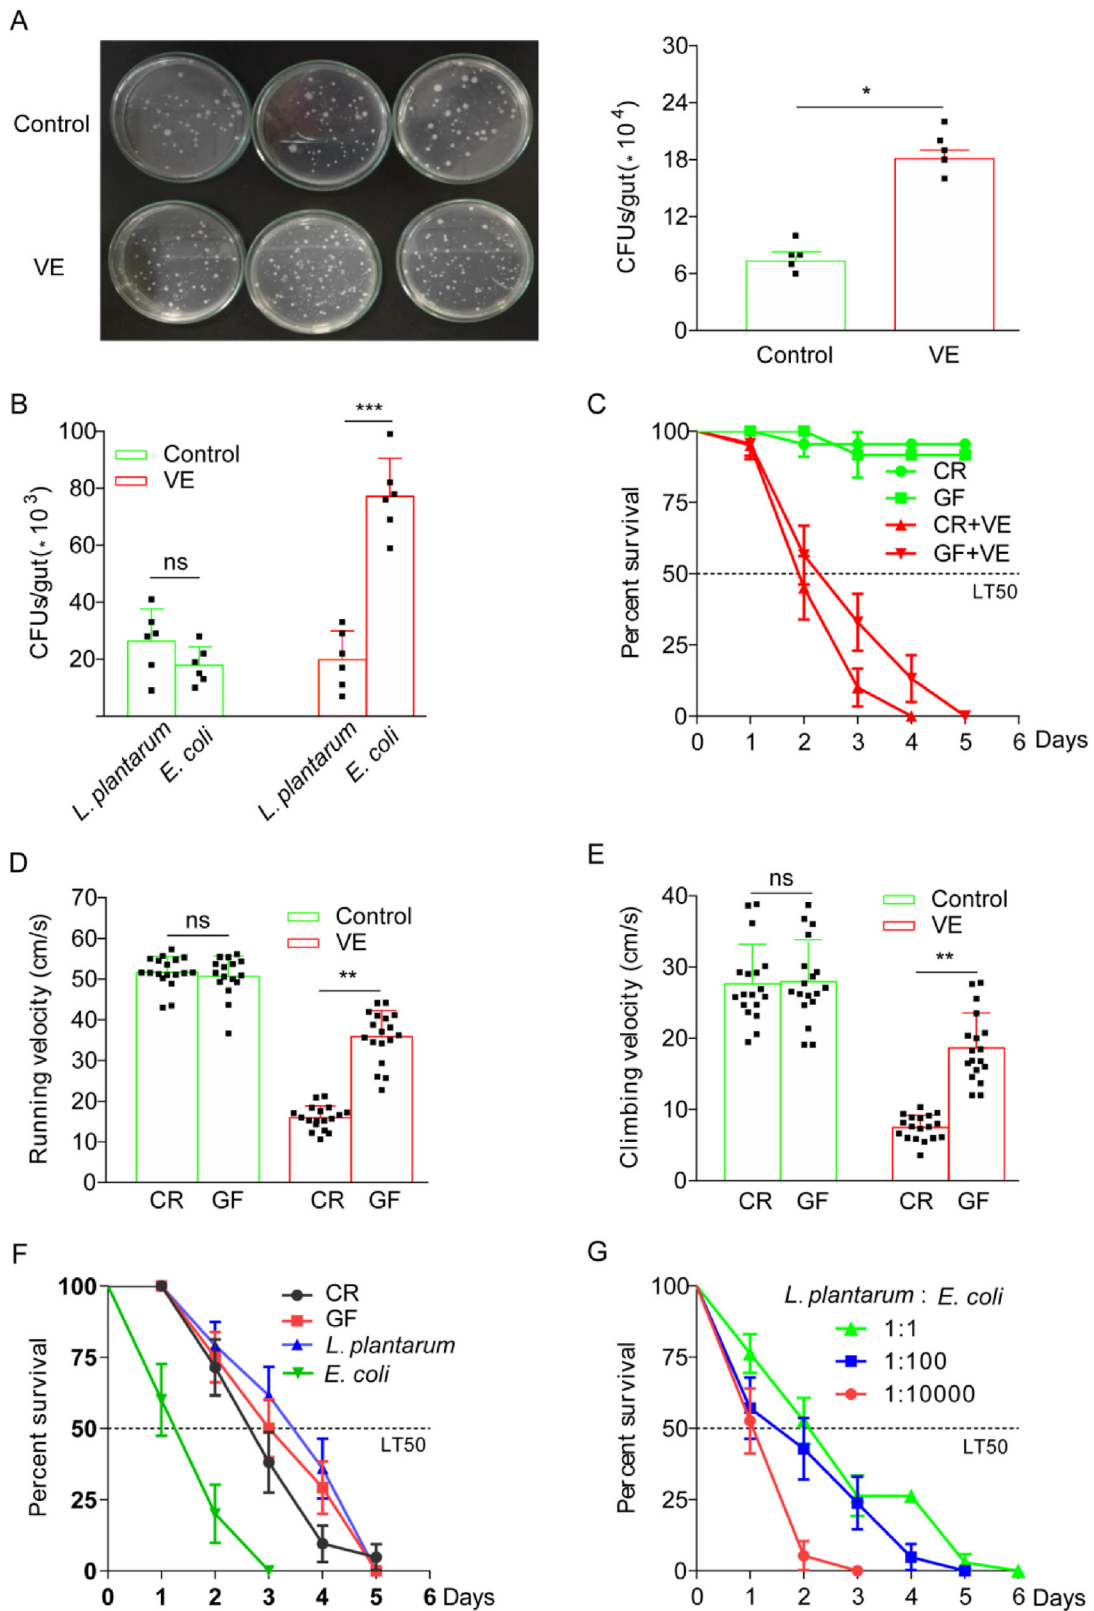 A
Control
VE
CFUs/gut(* 10⁴)
30
24
18
12
6
0
*
Control
VE
B
CFUs/gut(* 10³)
100
80
60
40
20
Control
VE
ns
***
L. plantarum
E. coli
L. plantarum
E. coli
C
Percent survival
100
75
50
25
0
CR
GF
CR+VE
GF+VE
LT50
0 1 2 3 4 5 6 Days
D
Running velocity (cm/s)
70
60
50
40
30
20
10
0
ns
Control
VE
**
CR GF CR GF
E
Climbing velocity (cm/s)
40
30
20
10
0
ns
Control
VE
**
CR GF CR GF
F
Percent survival
100
75
50
25
0
CR
GF
L. plantarum
E. coli
LT50
0 1 2 3 4 5 6 Days
G
Percent survival
100
75
50
25
0
L. plantarum : E. coli
1:1
1:100
1:10000
LT50
0 1 2 3 4 5 6 Days